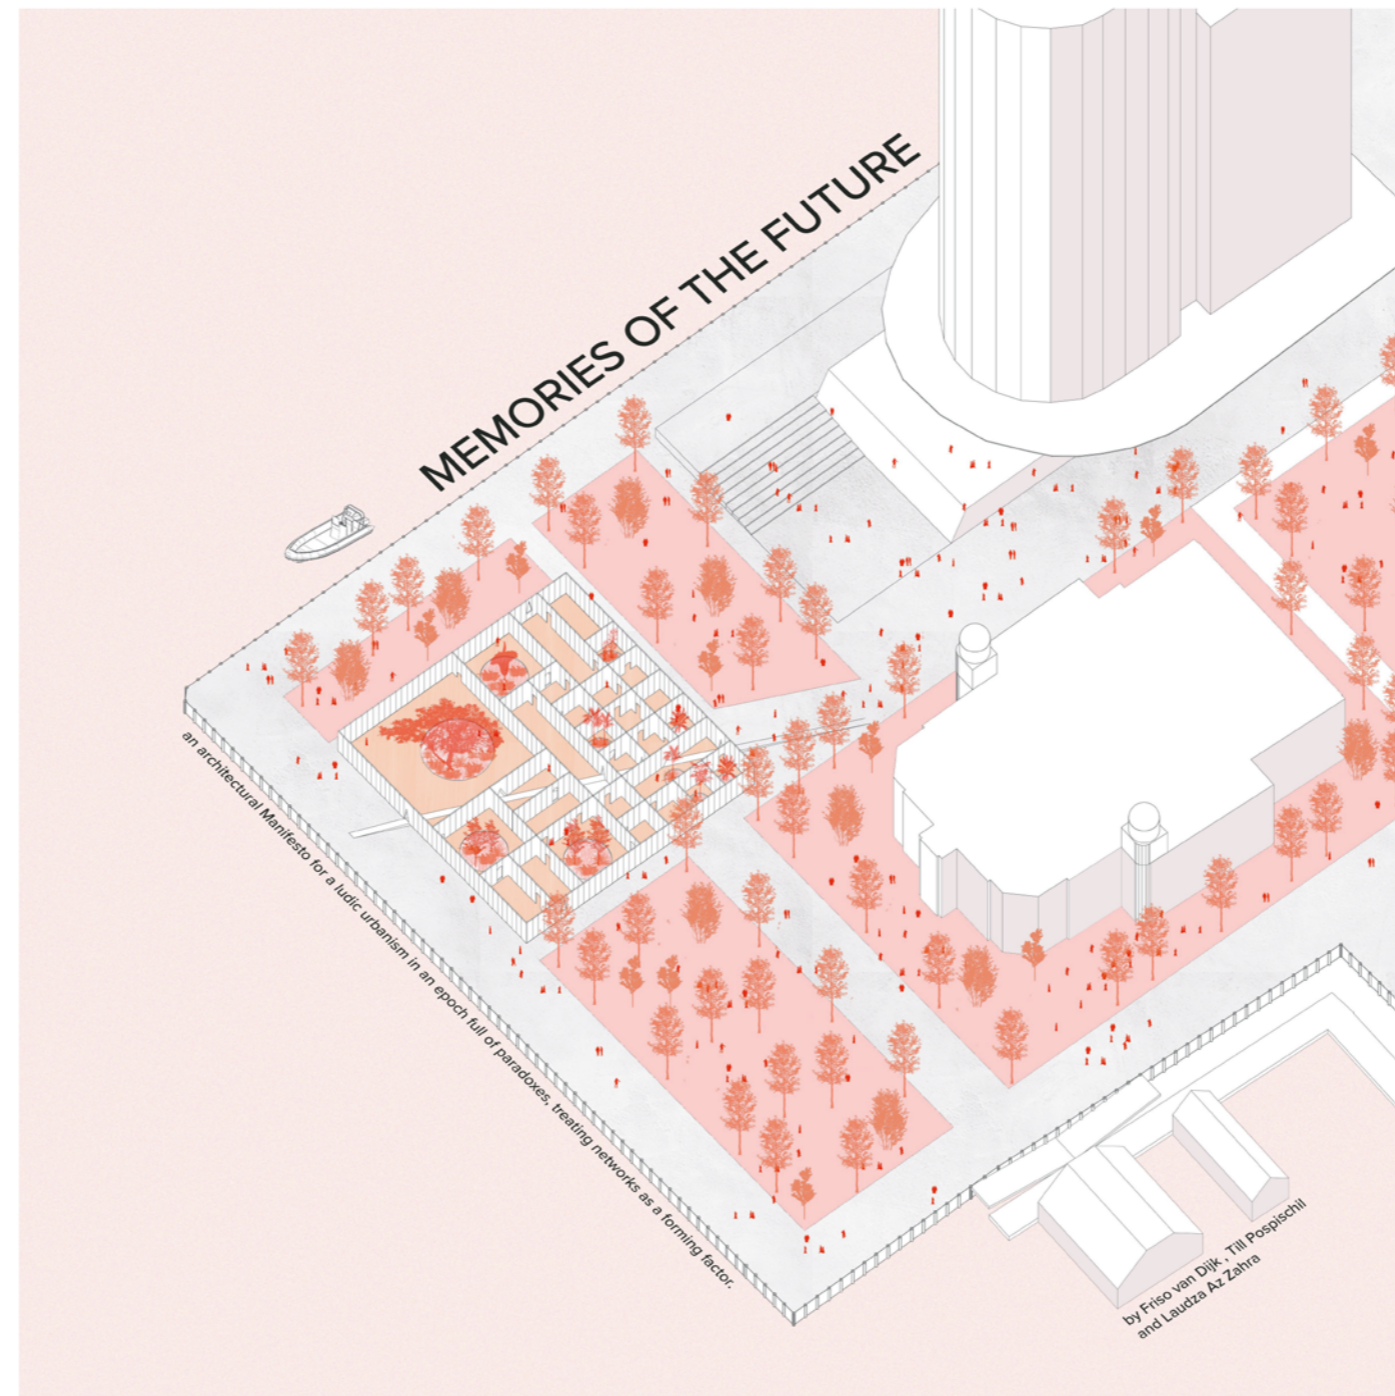 MEMORIES OF THE FUTURE
an architectural Manifesto for a ludic urbanism in an epoch full of paradoxes, treating networks as a forming factor.
by Friso van Dijk , Till Pospischil
and Laudza Az Zahra